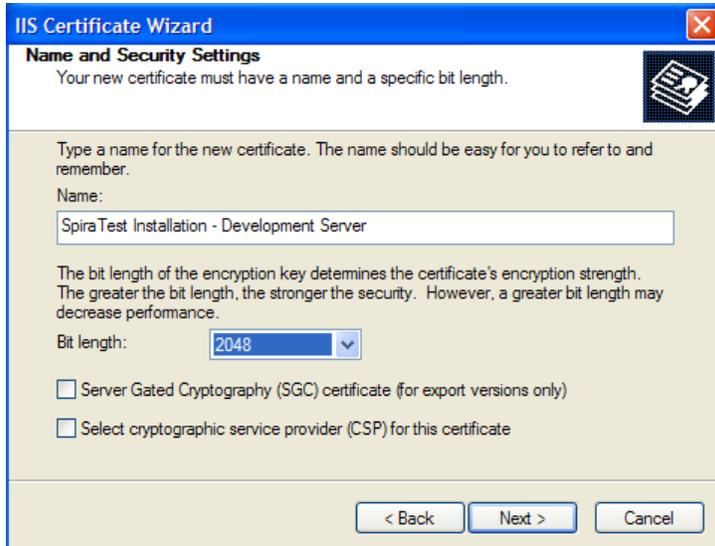 IIS Certificate Wizard
Name and Security Settings
Your new certificate must have a name and a specific bit length.
Type a name for the new certificate. The name should be easy for you to refer to and
remember.
Name:
SpiraTest Installation - Development Server
The bit length of the encryption key determines the certificate's encryption strength.
The greater the bit length, the stronger the security. However, a greater bit length may
decrease performance.
Bit length: 2048
Server Gated Cryptography (SGC) certificate (for export versions only)
Select cryptographic service provider (CSP) for this certificate
< Back Next > Cancel